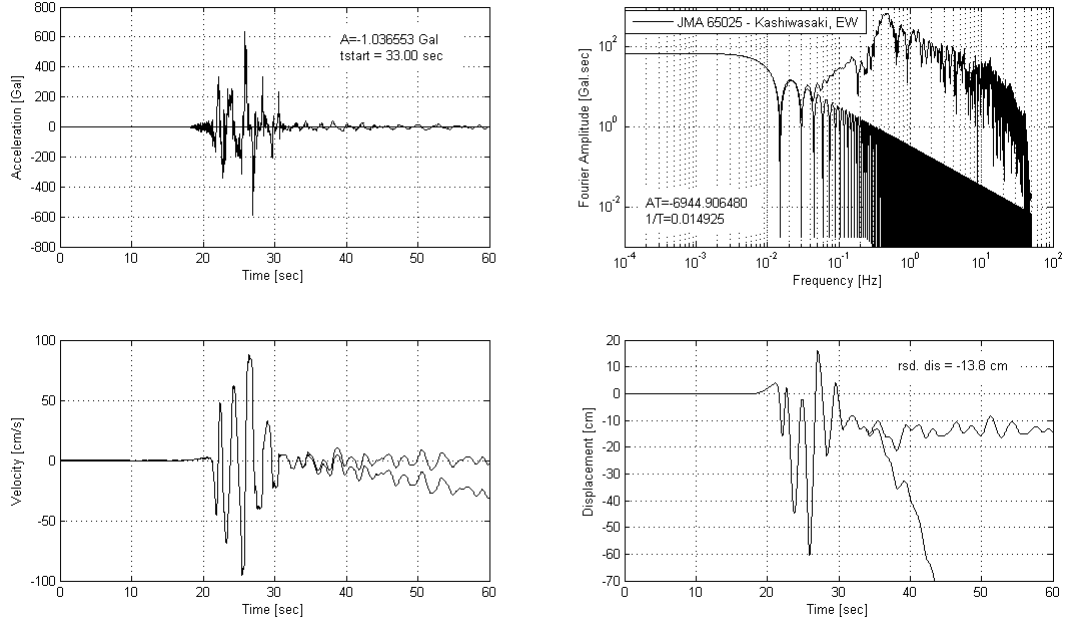 800
600
400
200
0
-200
-400
-600
-800
0 10 20 30 40 50 60
Acceleration [Gal]
Time [sec]
A=-1.036553 Gal
tstart = 33.00 sec
JMA 65025 - Kashiwasaki, EW
10^2
10^0
10^-2
10^-4 10^-3 10^-2 10^-1 10^0 10^1 10^2
Fourier Amplitude [Gal.sec]
Frequency [Hz]
AT=-6944.906480
1/T=0.014925
100
50
0
-50
-100
0 10 20 30 40 50 60
Velocity [cm/s]
Time [sec]
20
10
0
-10
-20
-30
-40
-50
-60
-70
0 10 20 30 40 50 60
Displacement [cm]
Time [sec]
rsd. dis = -13.8 cm